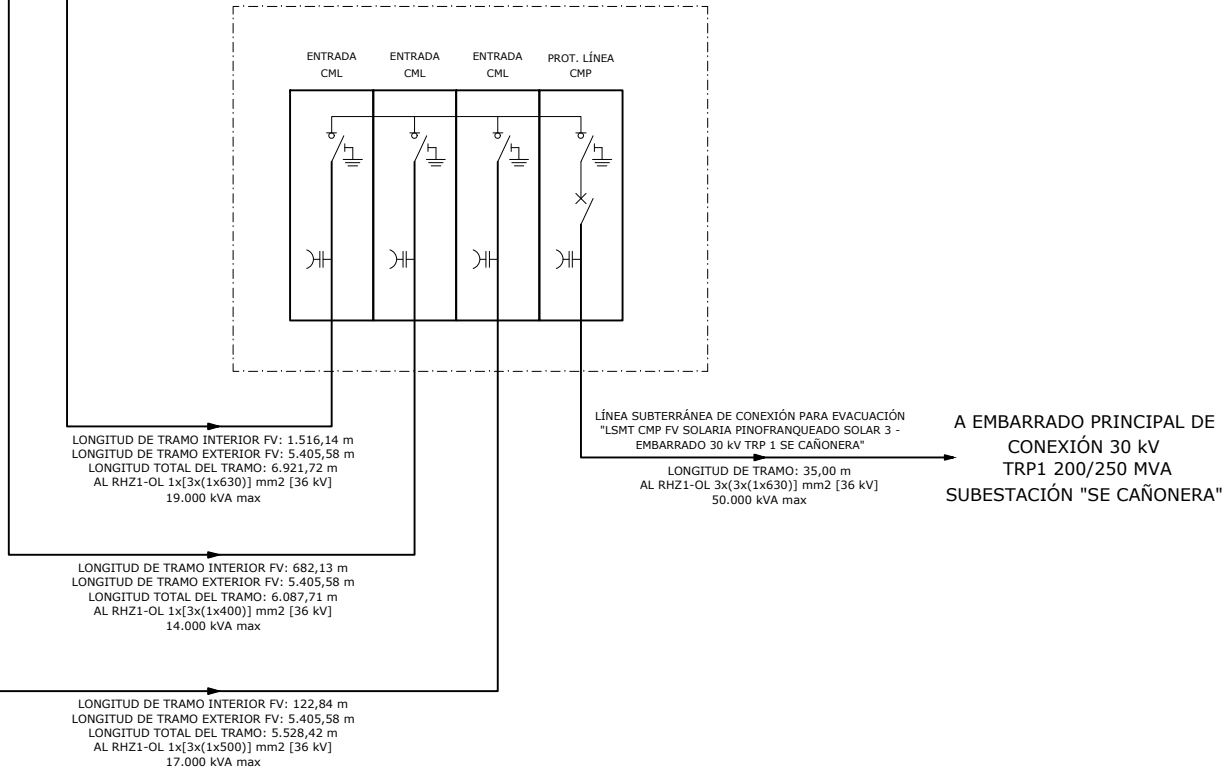 ENTRADA
CML
ENTRADA
CML
ENTRADA
CML
PROT. LÍNEA
CMP
LONGITUD DE TRAMO INTERIOR FV: 1.516,14 m
LONGITUD DE TRAMO EXTERIOR FV: 5.405,58 m
LONGITUD TOTAL DEL TRAMO: 6.921,72 m
AL RHZ1-OL 1x[3x(1x630)] mm2 [36 kV]
19.000 kVA max
LÍNEA SUBTERRÁNEA DE CONEXIÓN PARA EVACUACIÓN
"LSMT CMP FV SOLARIA PINOFRANQUEADO SOLAR 3 -
EMBARRADO 30 kV TRP 1 SE CAÑONERA"
LONGITUD DE TRAMO: 35,00 m
AL RHZ1-OL 3x(3x(1x630)] mm2 [36 kV]
50.000 kVA max
A EMBARRADO PRINCIPAL DE
CONEXIÓN 30 kV
TRP1 200/250 MVA
SUBESTACIÓN "SE CAÑONERA"
LONGITUD DE TRAMO INTERIOR FV: 682,13 m
LONGITUD DE TRAMO EXTERIOR FV: 5.405,58 m
LONGITUD TOTAL DEL TRAMO: 6.087,71 m
AL RHZ1-OL 1x[3x(1x400)] mm2 [36 kV]
14.000 kVA max
LONGITUD DE TRAMO INTERIOR FV: 122,84 m
LONGITUD DE TRAMO EXTERIOR FV: 5.405,58 m
LONGITUD TOTAL DEL TRAMO: 5.528,42 m
AL RHZ1-OL 1x[3x(1x500)] mm2 [36 kV]
17.000 kVA max